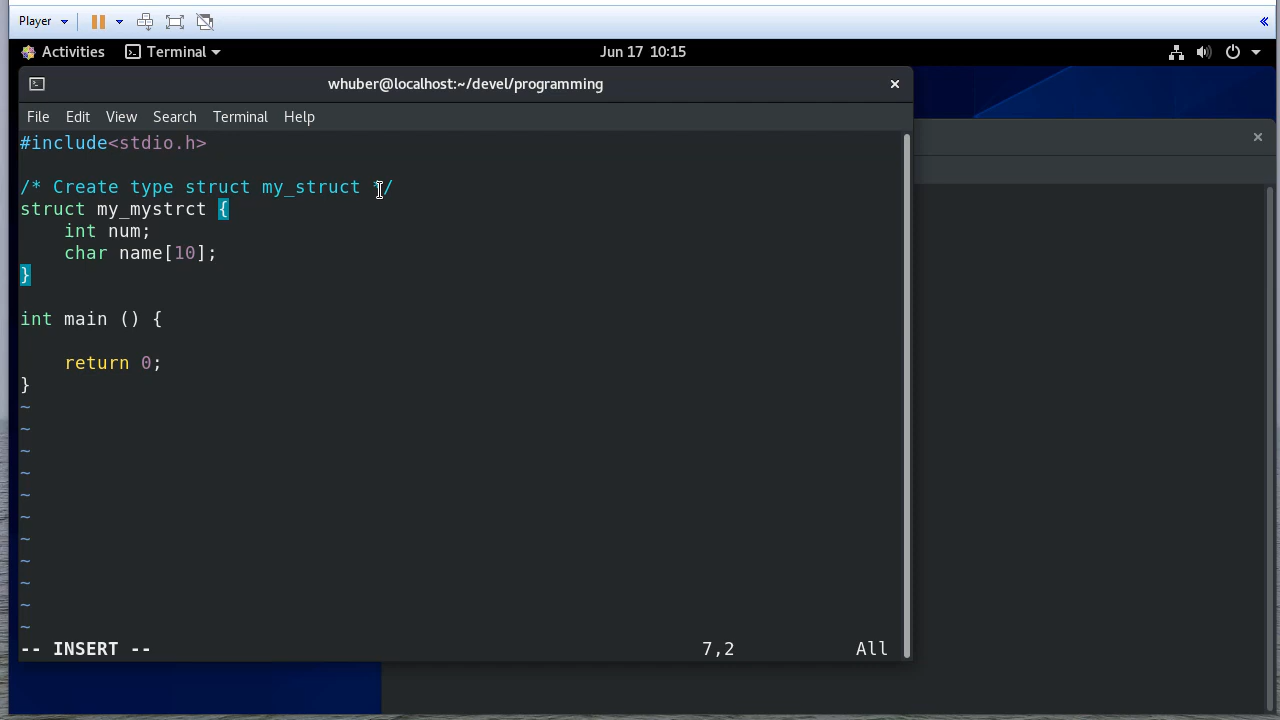 Player
Activities Terminal Jun 17 10:15
whuber@localhost:~/devel/programming
File Edit View Search Terminal Help
#include<stdio.h>
/* Create type struct my_struct */
struct my_mystrct {
    int num;
    char name[10];
}
int main () {
    return 0;
}
~
~
~
~
~
~
~
~
~
~
~
-- INSERT -- 7,2 All